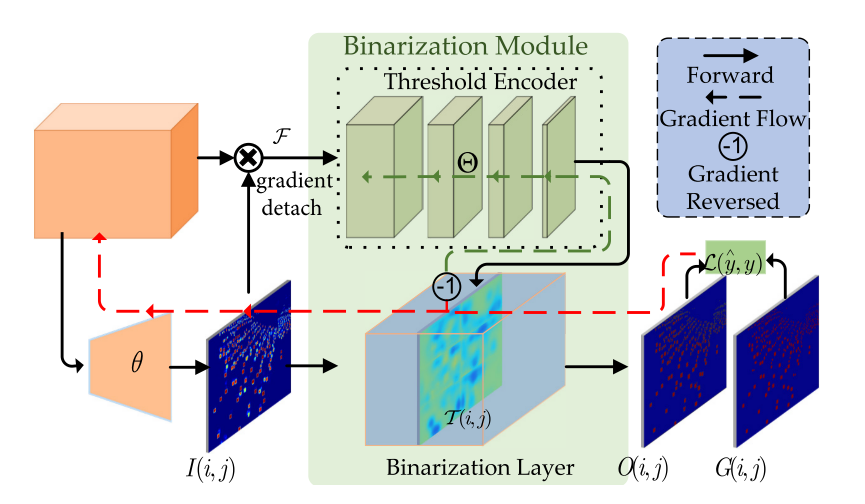 Binarization Module
Threshold Encoder
Forward
Gradient Flow
-1
Gradient
Reversed
ℱ
gradient
detach
Θ
-1
ℒ(ŷ, y)
θ
𝒯(i, j)
I(i, j)
Binarization Layer
O(i, j)
G(i, j)